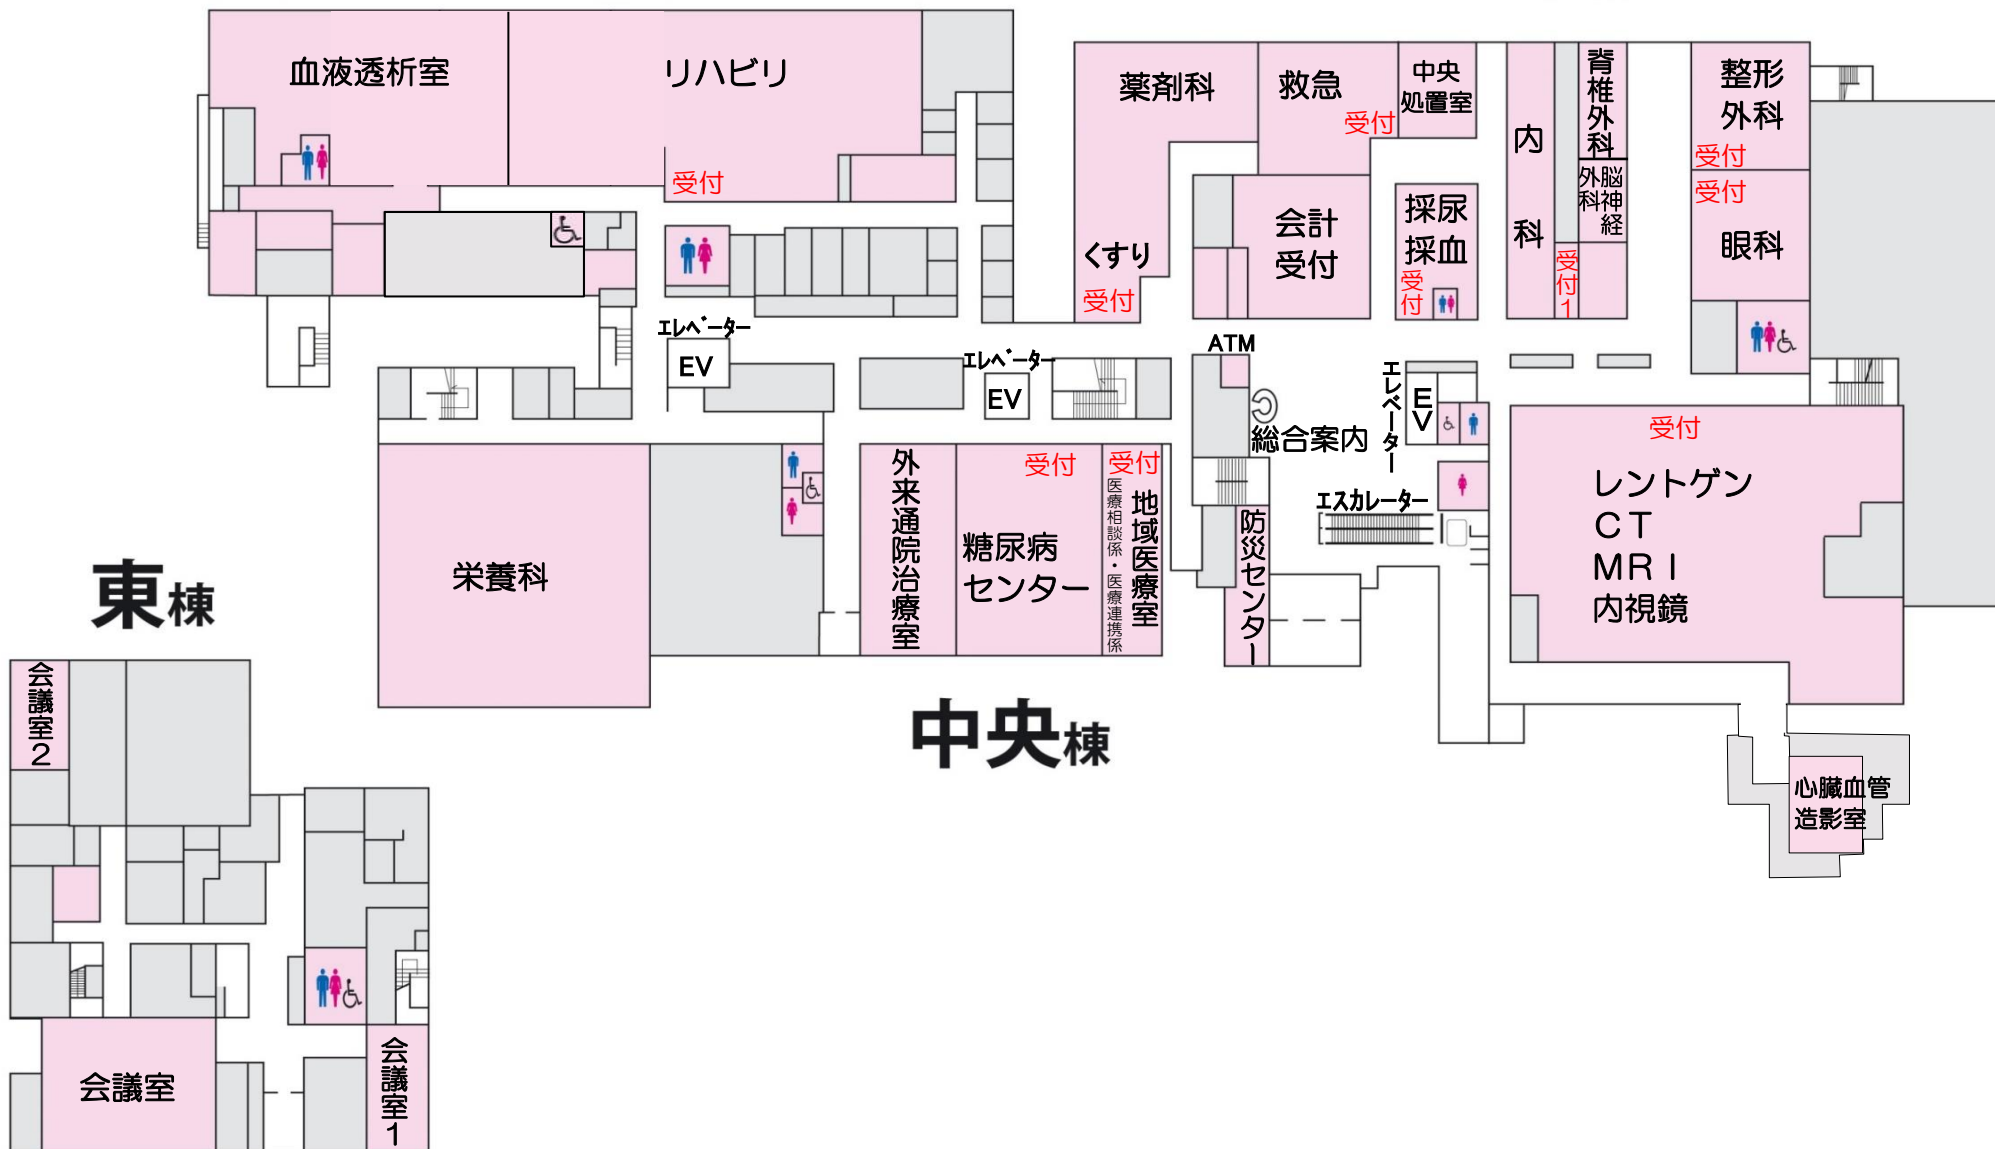 血液透析室
リハビリ
受付
薬剤科
くすり
受付
救急
受付
中央
処置室
会計
受付
採尿
採血
受付
内科
脊椎外科
脳神経
外科
受付1
整形
外科
受付
受付
眼科
エレベーター
EV
エレベーター
EV
ATM
総合案内
エレベーター
EV
エスカレーター
防災センター
受付
レントゲン
CT
MRI
内視鏡
栄養科
外来通院治療室
受付
糖尿病
センター
受付
地域医療室
医療相談係・医療連携係
東棟
中央棟
心臓血管
造影室
会議室2
会議室
会議室1